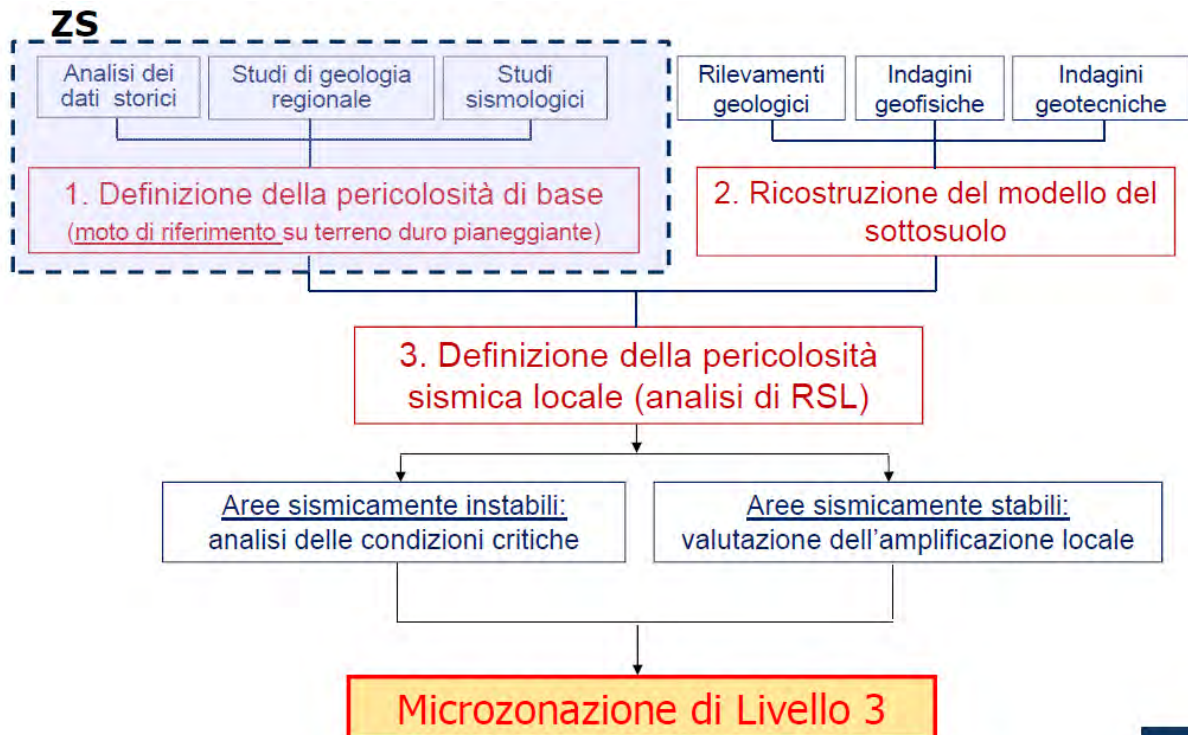 ZS
Analisi dei
dati storici
Studi di geologia
regionale
Studi
sismologici
Rilevamenti
geologici
Indagini
geofisiche
Indagini
geotecniche
1. Definizione della pericolosità di base
(moto di riferimento su terreno duro pianeggiante)
2. Ricostruzione del modello del
sottosuolo
3. Definizione della pericolosità
sismica locale (analisi di RSL)
Aree sismicamente instabili:
analisi delle condizioni critiche
Aree sismicamente stabili:
valutazione dell'amplificazione locale
Microzonazione di Livello 3